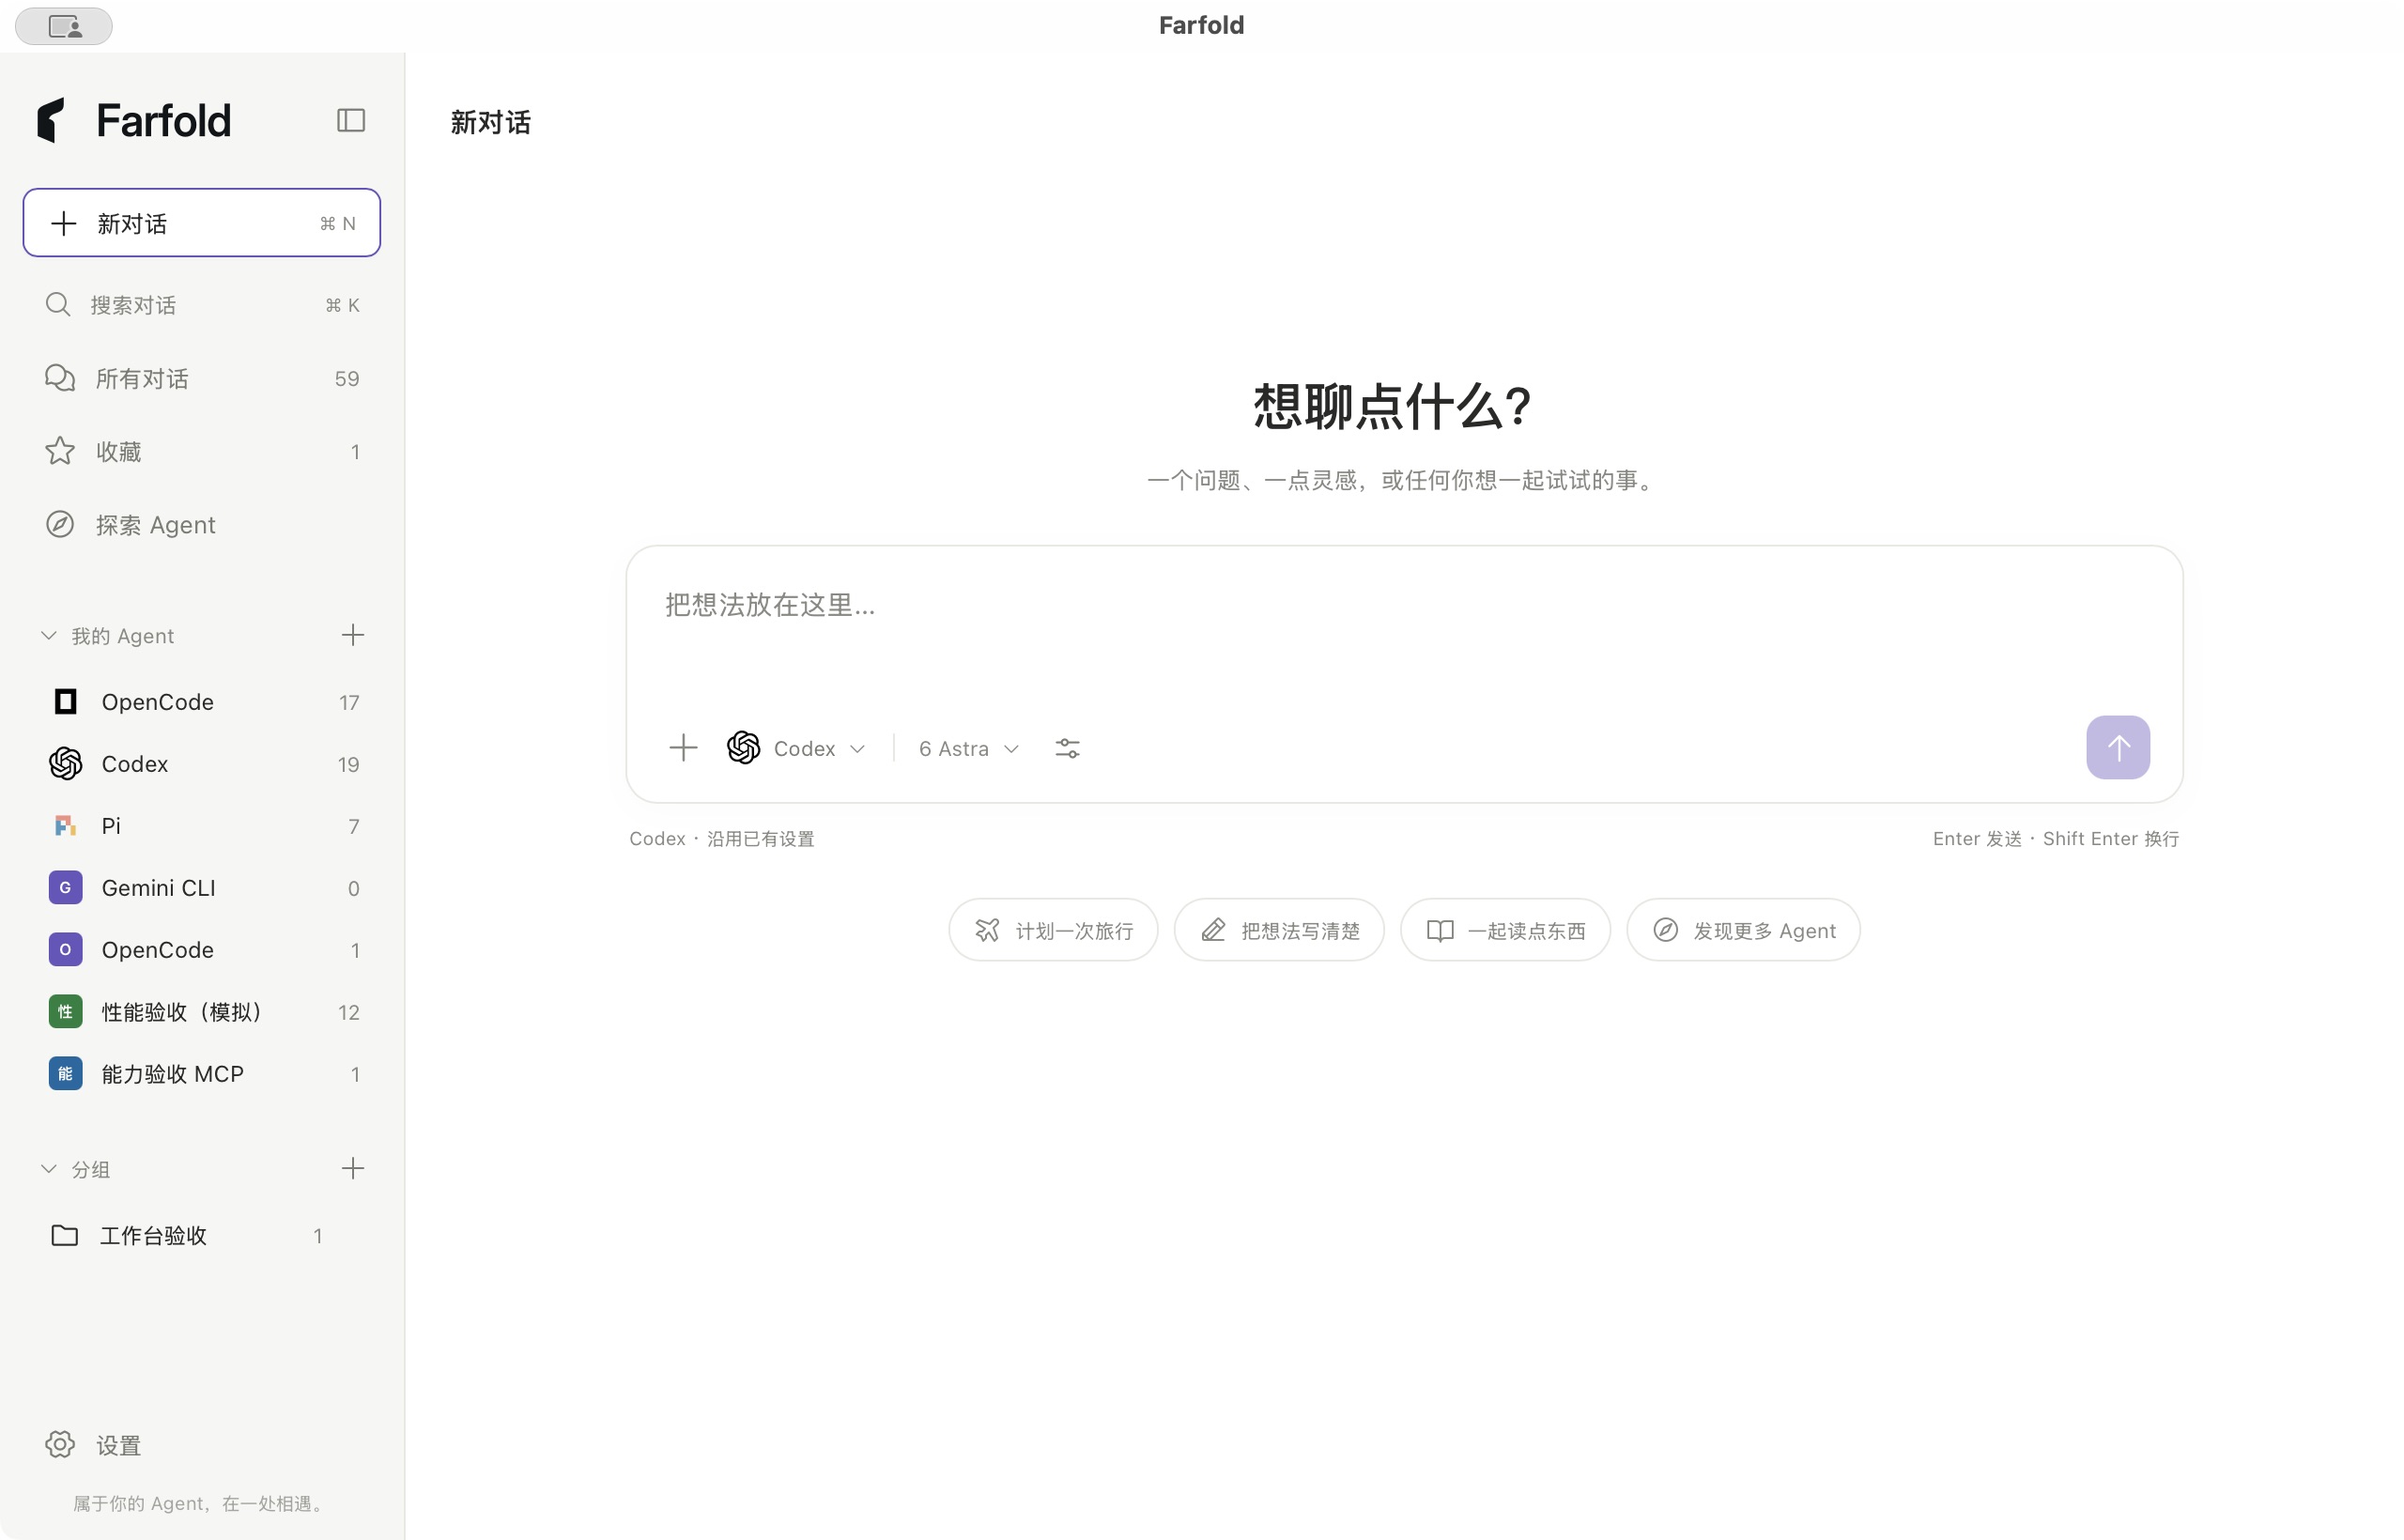 Farfold
Farfold
新对话 ⌘ N
搜索对话 ⌘ K
所有对话 59
收藏 1
探索 Agent
我的 Agent
OpenCode 17
Codex 19
Pi 7
G Gemini CLI 0
O OpenCode 1
性 性能验收（模拟） 12
能 能力验收 MCP 1
分组
工作台验收 1
设置
属于你的 Agent，在一处相遇。
新对话
想聊点什么？
一个问题、一点灵感，或任何你想一起试试的事。
把想法放在这里...
Codex 6 Astra
Codex · 沿用已有设置 Enter 发送 · Shift Enter 换行
计划一次旅行 把想法写清楚 一起读点东西 发现更多 Agent